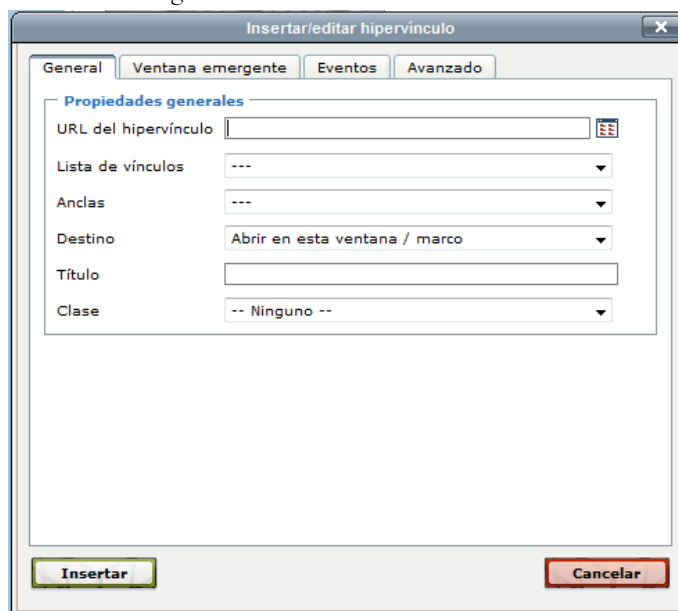 Insertar/editar hipervínculo
General Ventana emergente Eventos Avanzado
Propiedades generales
URL del hipervínculo
Lista de vínculos ---
Anclas ---
Destino Abrir en esta ventana / marco
Título
Clase -- Ninguno --
Insertar Cancelar